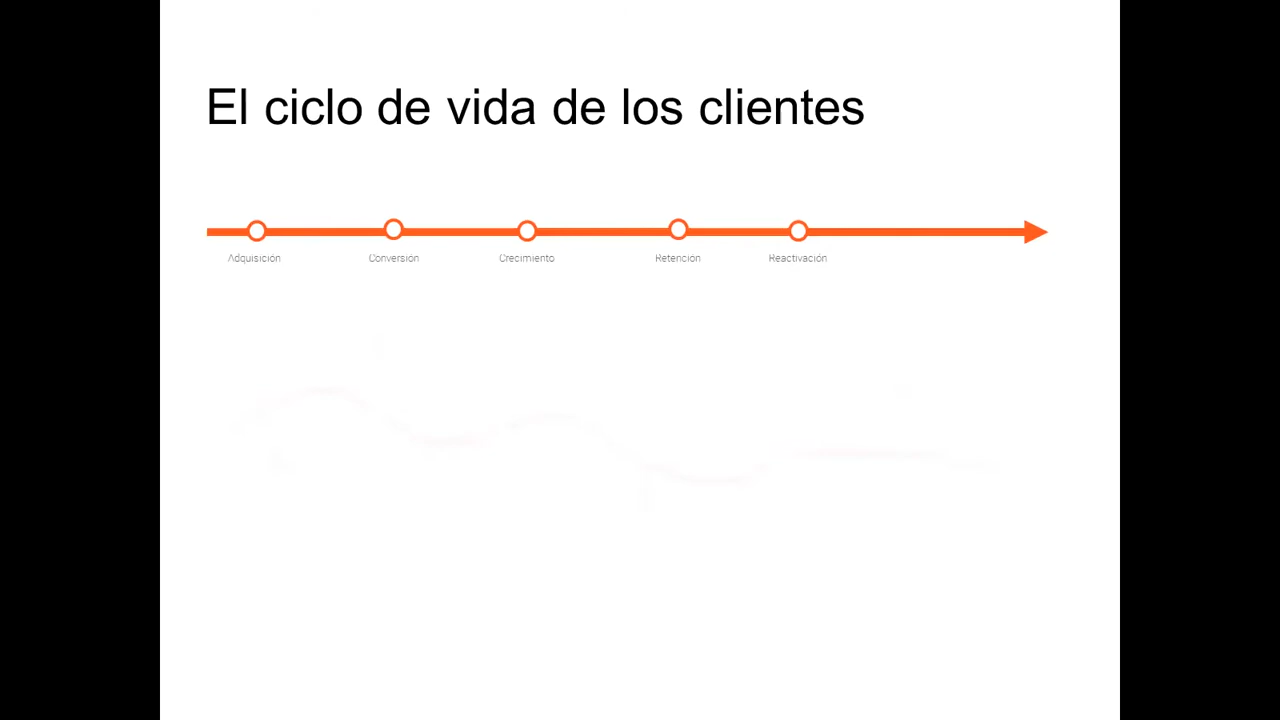 El ciclo de vida de los clientes
Adquisición Conversión Crecimiento Retención Reactivación